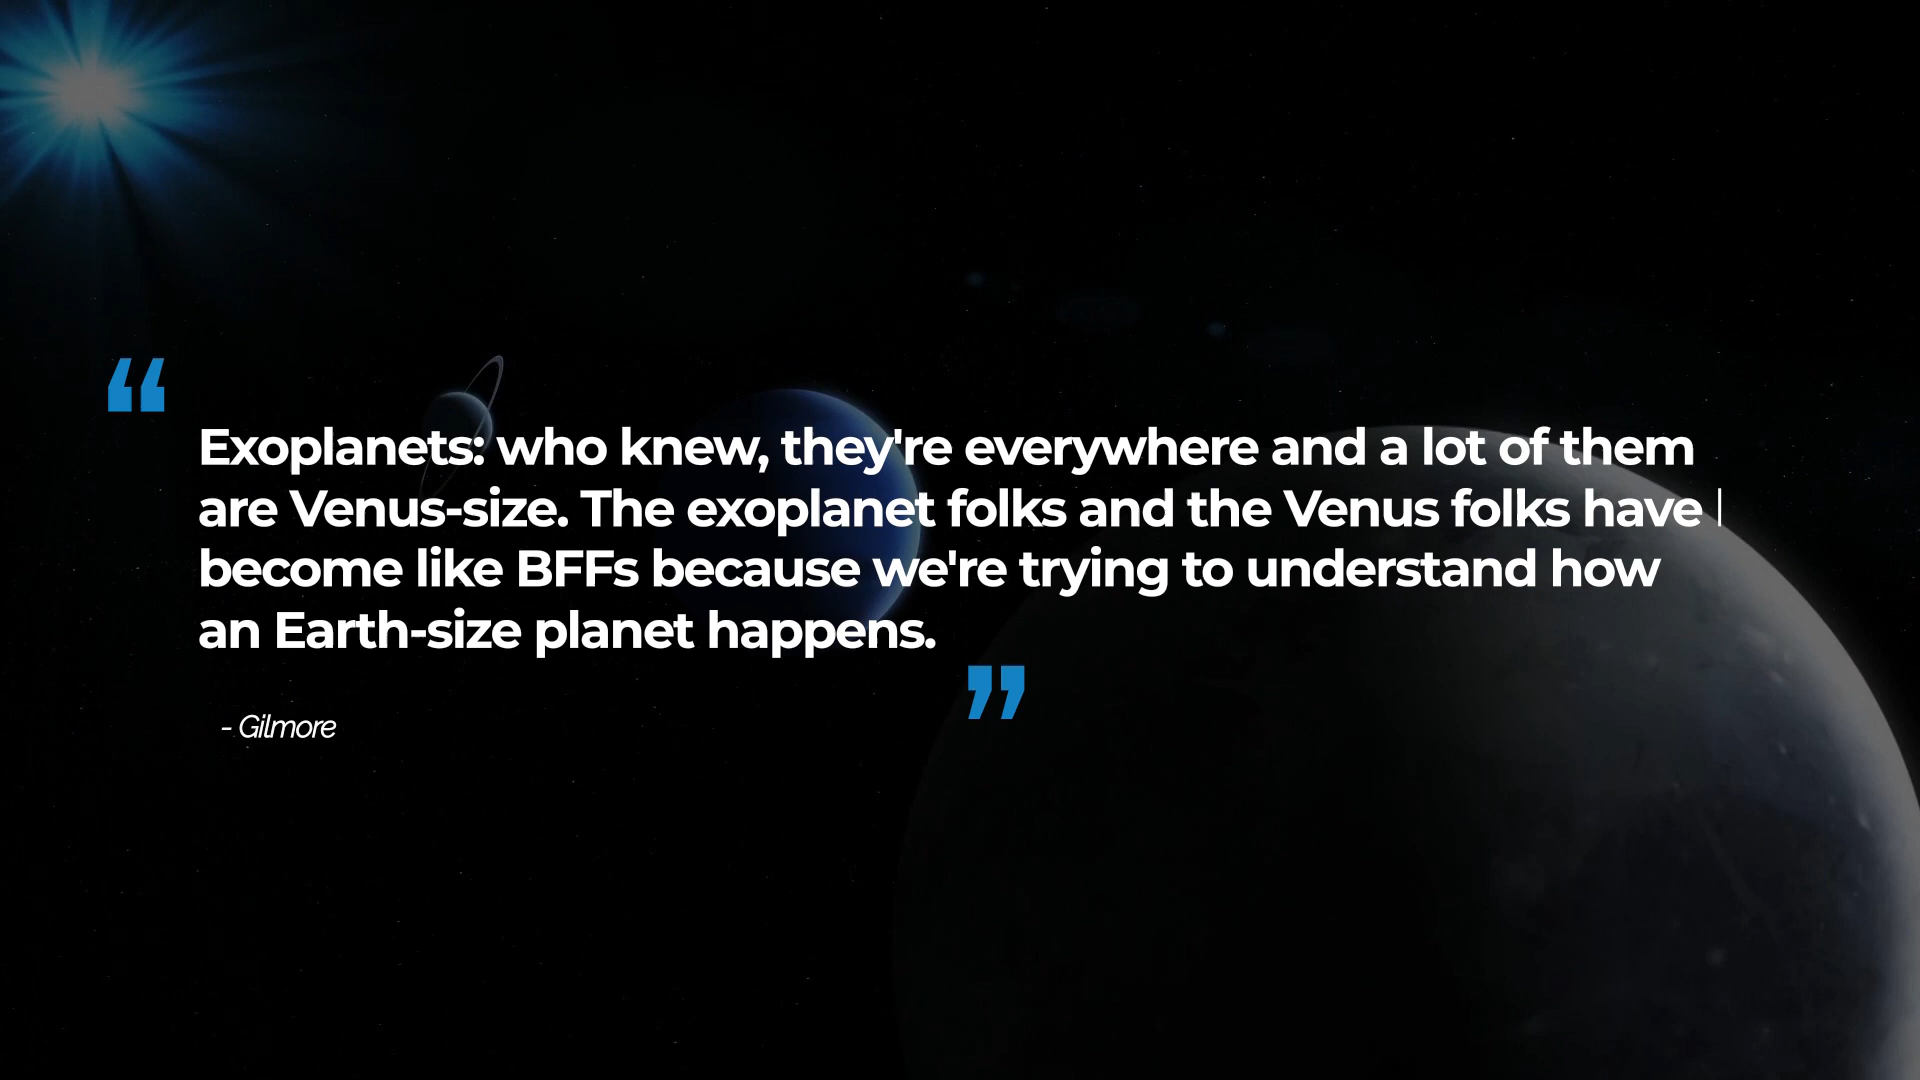 “
Exoplanets: who knew, they're everywhere and a lot of them
are Venus-size. The exoplanet folks and the Venus folks have |
become like BFFs because we're trying to understand how
an Earth-size planet happens.
”
- Gilmore